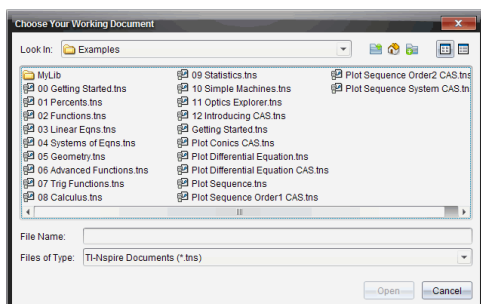 Choose Your Working Document
Look In: Examples
MyLib
00 Getting Started.tns
01 Percents.tns
02 Functions.tns
03 Linear Eqns.tns
04 Systems of Eqns.tns
05 Geometry.tns
06 Advanced Functions.tns
07 Trig Functions.tns
08 Calculus.tns
09 Statistics.tns
10 Simple Machines.tns
11 Optics Explorer.tns
12 Introducing CAS.tns
Getting Started.tns
Plot Conics CAS.tns
Plot Differential Equation.tns
Plot Differential Equation CAS.tns
Plot Sequence.tns
Plot Sequence Order1 CAS.tns
Plot Sequence Order2 CAS.tns
Plot Sequence System CAS.tn
File Name:
Files of Type: TI-Nspire Documents (*.tns)
Open Cancel